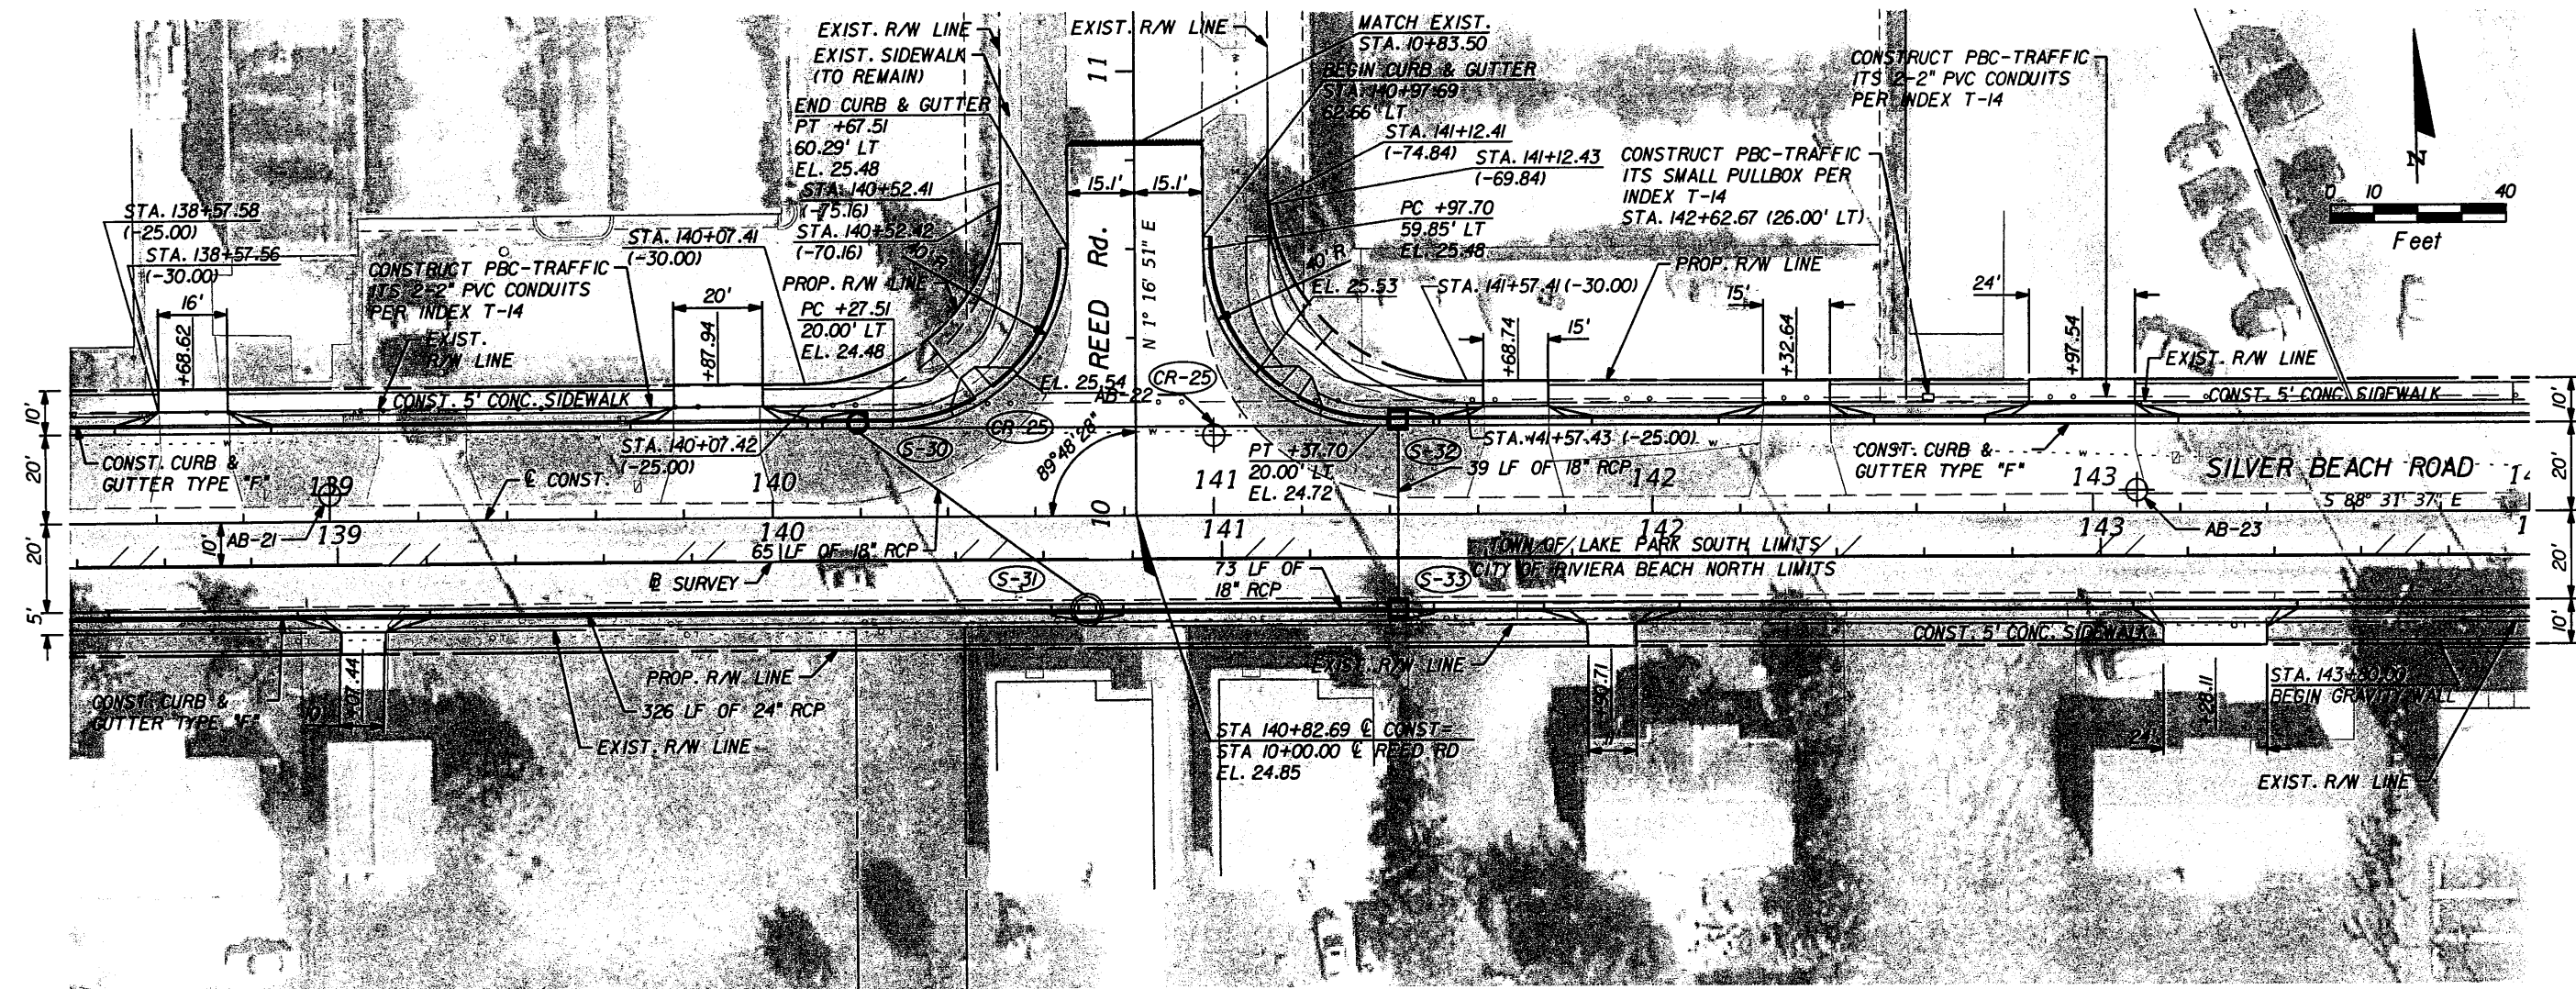 EXIST. R/W LINE
EXIST. SIDEWALK
(TO REMAIN)
END CURB & GUTTER
PT +67.51
60.29' LT
EL. 25.48
STA. 140+52.41
(-75.16)
STA. 140+52.42
(-70.16)
PROP. R/W LINE
PC +27.51
20.00' LT
EL. 24.48
40' R
EXIST. R/W LINE
11
MATCH EXIST.
STA. 10+83.50
BEGIN CURB & GUTTER
STA. 140+97.69
62.66' LT
STA. 141+12.41
(-74.84)
STA. 141+12.43
(-69.84)
PC +97.70
59.85' LT
EL. 25.48
40' R
EL. 25.53
STA. 141+57.41 (-30.00)
CONSTRUCT PBC-TRAFFIC
ITS SMALL PULLBOX PER
INDEX T-14
STA. 142+62.67 (26.00' LT)
PROP. R/W LINE
CONSTRUCT PBC-TRAFFIC
ITS 2-2" PVC CONDUITS
PER INDEX T-14
N
0 10 40
Feet
STA. 138+57.58
(-25.00)
STA. 138+57.56
(-30.00)
16'
+68.62
CONSTRUCT PBC-TRAFFIC
ITS 2-2" PVC CONDUITS
PER INDEX T-14
EXIST.
R/W LINE
STA. 140+07.41
(-30.00)
20'
+87.94
15.1'
15.1'
REED Rd.
N 1° 16' 51" E
EL. 25.54
AB-22
CR-25
CR-25
89°48'28"
10
+68.74
15'
15'
+32.64
24'
+97.54
EXIST. R/W LINE
10'
20'
20'
5'
10'
CONST. 5' CONC. SIDEWALK
CONST. 5' CONC. SIDEWALK
10'
20'
20'
10'
CONST. CURB &
GUTTER TYPE "F"
STA. 140+07.42
(-25.00)
S-30
PT +37.70
20.00' LT
EL. 24.72
S-32
STA. 141+57.43 (-25.00)
39 LF OF 18" RCP
CONST. CURB &
GUTTER TYPE "F"
SILVER BEACH ROAD
S 88° 31' 37" E
139
140
141
142
143
14
℄ CONST.
139
140
141
142
143
1
AB-21
65 LF OF 18" RCP
AB-23
TOWN OF LAKE PARK SOUTH LIMITS
CITY OF RIVIERA BEACH NORTH LIMITS
B SURVEY
S-31
73 LF OF
18" RCP
S-33
CONST. 5' CONC. SIDEWALK
CONST. CURB &
GUTTER TYPE "F"
10'
+07.44
PROP. R/W LINE
326 LF OF 24" RCP
EXIST. R/W LINE
EXIST. R/W LINE
STA 140+82.69 ℄ CONST=
STA 10+00.00 ℄ REED RD
EL. 24.85
+90.71
11'
24'
+28.11
STA. 143+80.00
BEGIN GRAVITY WALL
EXIST. R/W LINE